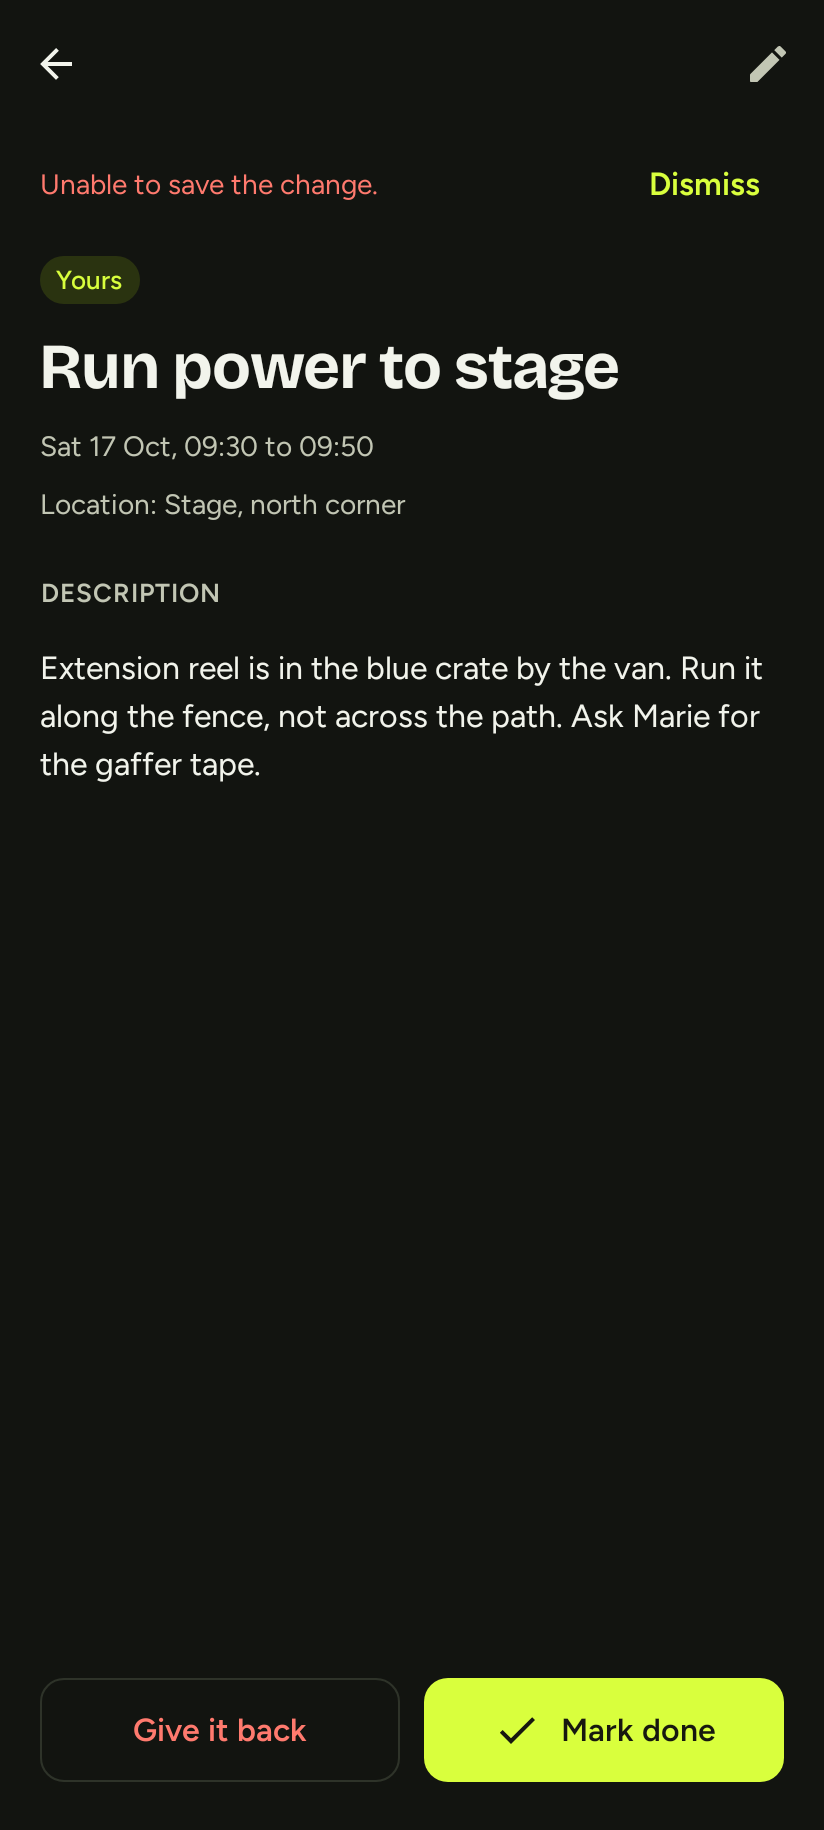 Unable to save the change.
Dismiss
Yours
Run power to stage
Sat 17 Oct, 09:30 to 09:50
Location: Stage, north corner
DESCRIPTION
Extension reel is in the blue crate by the van. Run it
along the fence, not across the path. Ask Marie for
the gaffer tape.
Give it back
Mark done